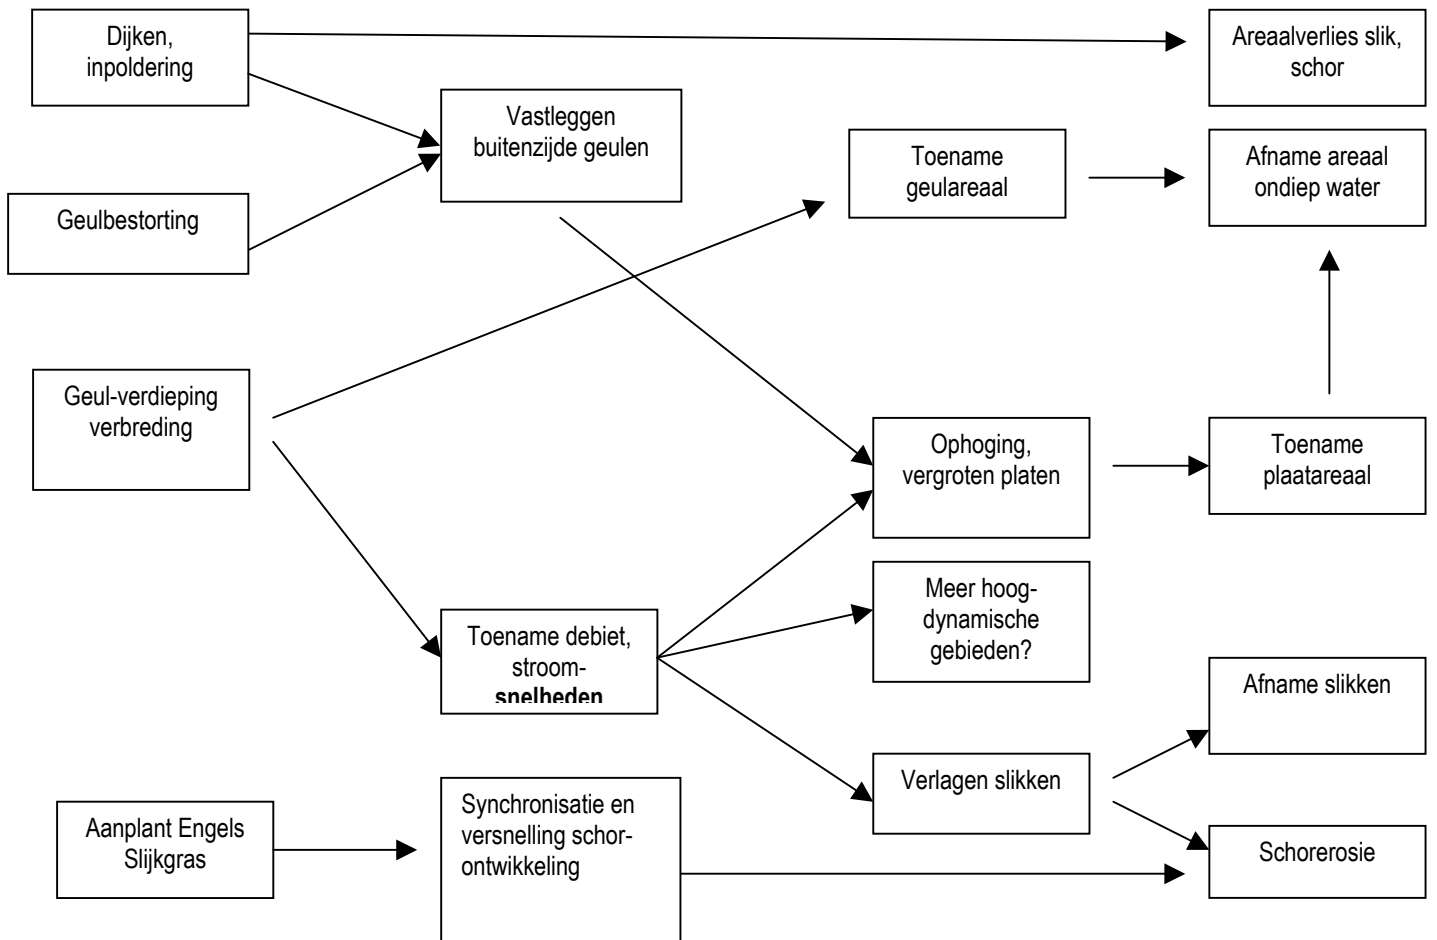 Dijken,
inpoldering
Areaalverlies slik,
schor
Vastleggen
buitenzijde geulen
Toename
geulareaal
Afname areaal
ondiep water
Geulbestorting
Geul-verdieping
verbreding
Ophoging,
vergroten platen
Toename
plaatareaal
Meer hoog-
dynamische
gebieden?
Toename debiet,
stroom-
snelheden
Afname slikken
Verlagen slikken
Synchronisatie en
versnelling schor-
ontwikkeling
Aanplant Engels
Slijkgras
Schorerosie